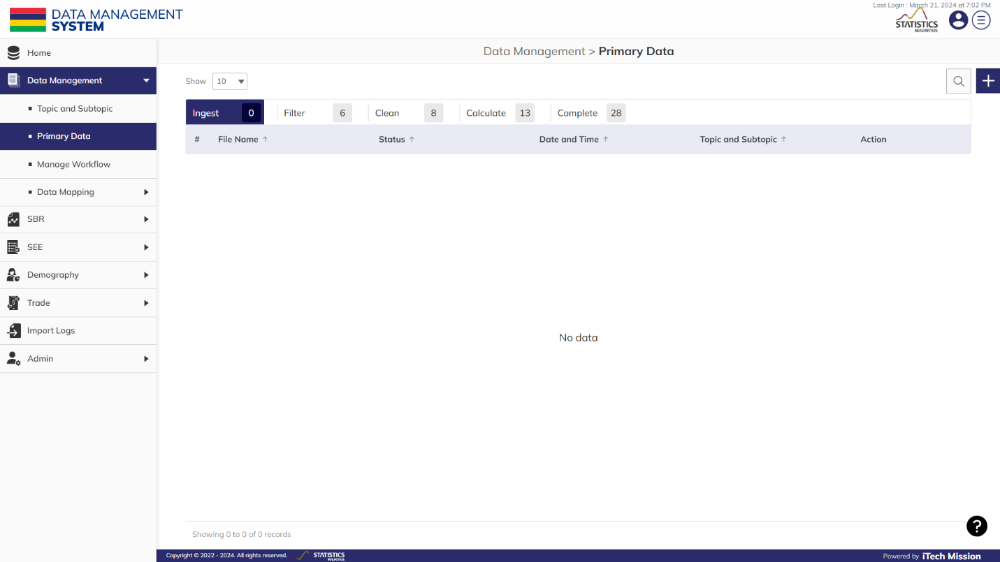 Last Login : March 21, 2024 at 7:02 PM
DATA MANAGEMENT
SYSTEM
STATISTICS
MAURITIUS
Home
Data Management
Topic and Subtopic
Primary Data
Manage Workflow
Data Mapping
SBR
SEE
Demography
Trade
Import Logs
Admin
Data Management > Primary Data
Show 10
Ingest 0 Filter 6 Clean 8 Calculate 13 Complete 28
# File Name ↑ Status ↑ Date and Time ↑ Topic and Subtopic ↑ Action
No data
Showing 0 to 0 of 0 records
?
Copyright © 2022 - 2024. All rights reserved. STATISTICS
MAURITIUS
Powered by iTech Mission